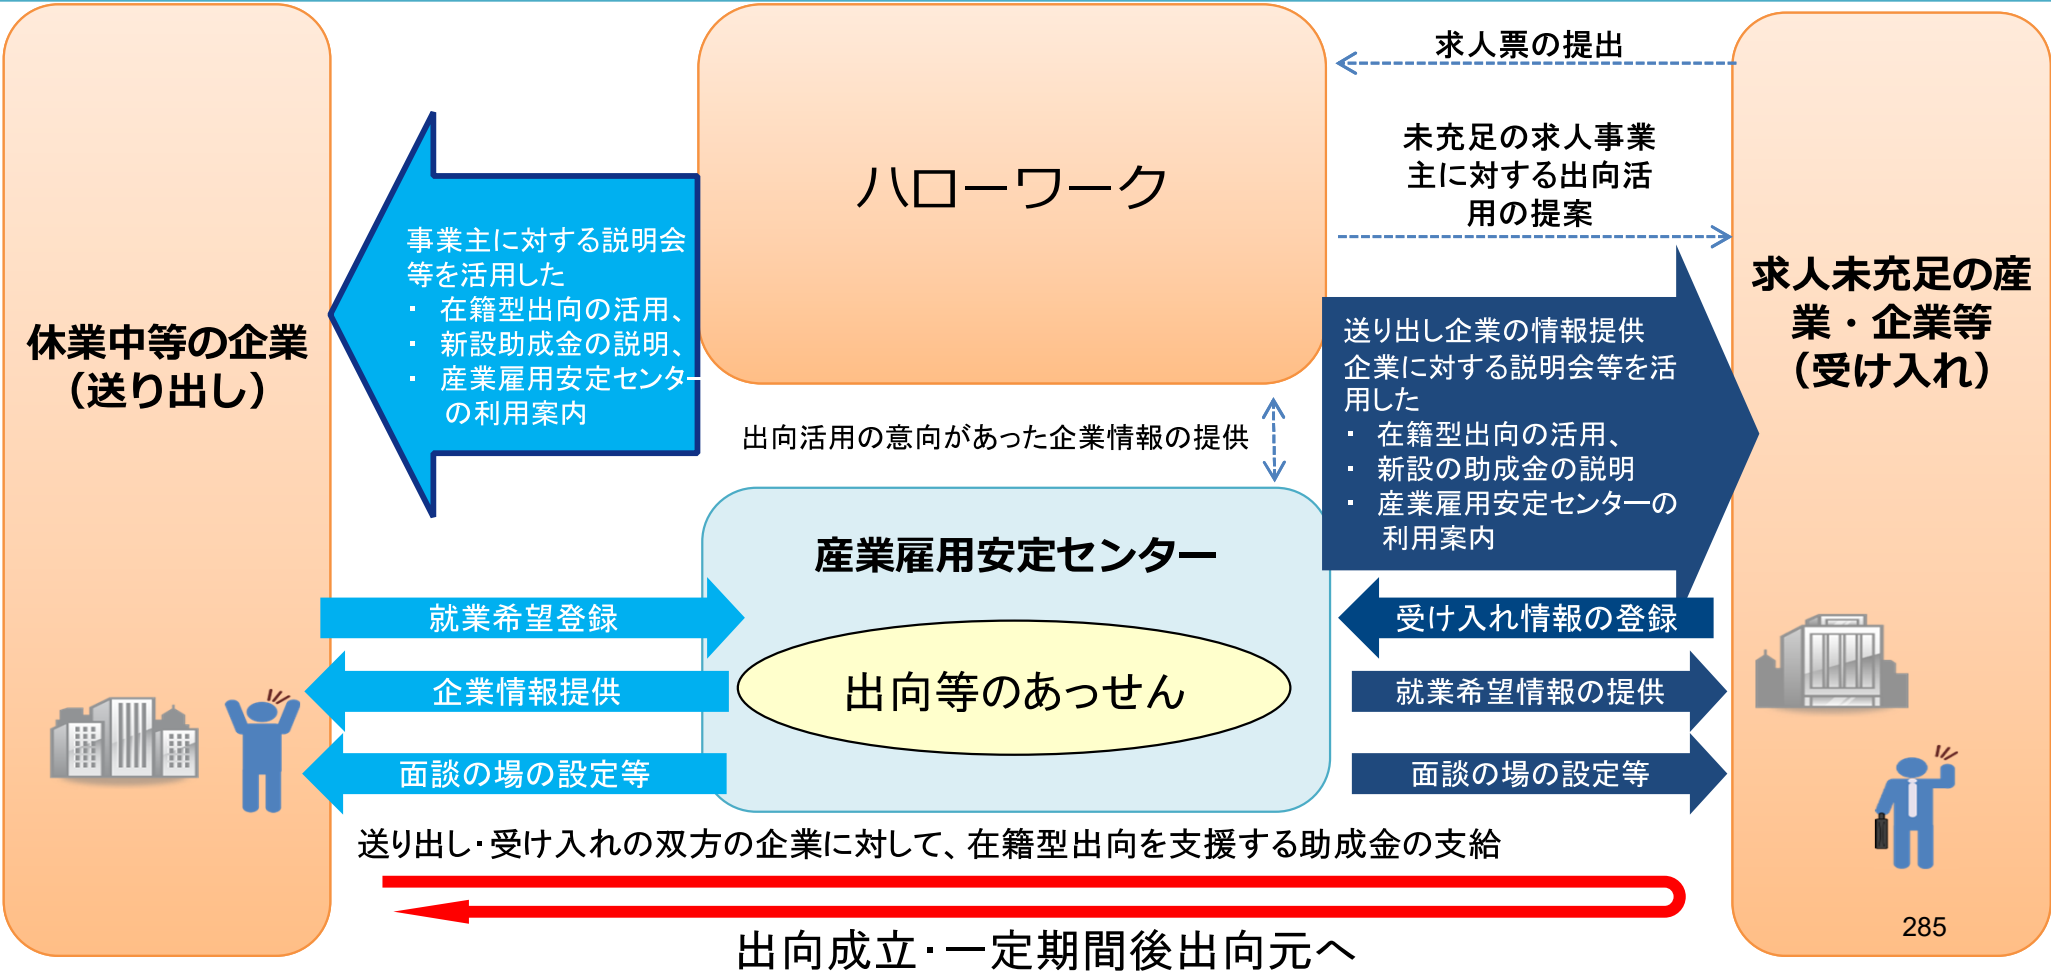 休業中等の企業
（送り出し）
事業主に対する説明会
等を活用した
・ 在籍型出向の活用、
・ 新設助成金の説明、
・ 産業雇用安定センター
の利用案内
ハローワーク
求人票の提出
未充足の求人事業
主に対する出向活
用の提案
送り出し企業の情報提供
企業に対する説明会等を活
用した
・ 在籍型出向の活用、
・ 新設の助成金の説明
・ 産業雇用安定センターの
利用案内
求人未充足の産
業・企業等
（受け入れ）
出向活用の意向があった企業情報の提供
産業雇用安定センター
出向等のあっせん
就業希望登録
企業情報提供
面談の場の設定等
受け入れ情報の登録
就業希望情報の提供
面談の場の設定等
送り出し・受け入れの双方の企業に対して、在籍型出向を支援する助成金の支給
出向成立・一定期間後出向元へ
285